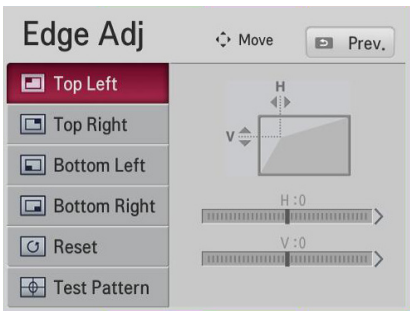 Edge Adj
Move
Prev.
Top Left
Top Right
Bottom Left
Bottom Right
Reset
Test Pattern
H
V
H:0
V:0